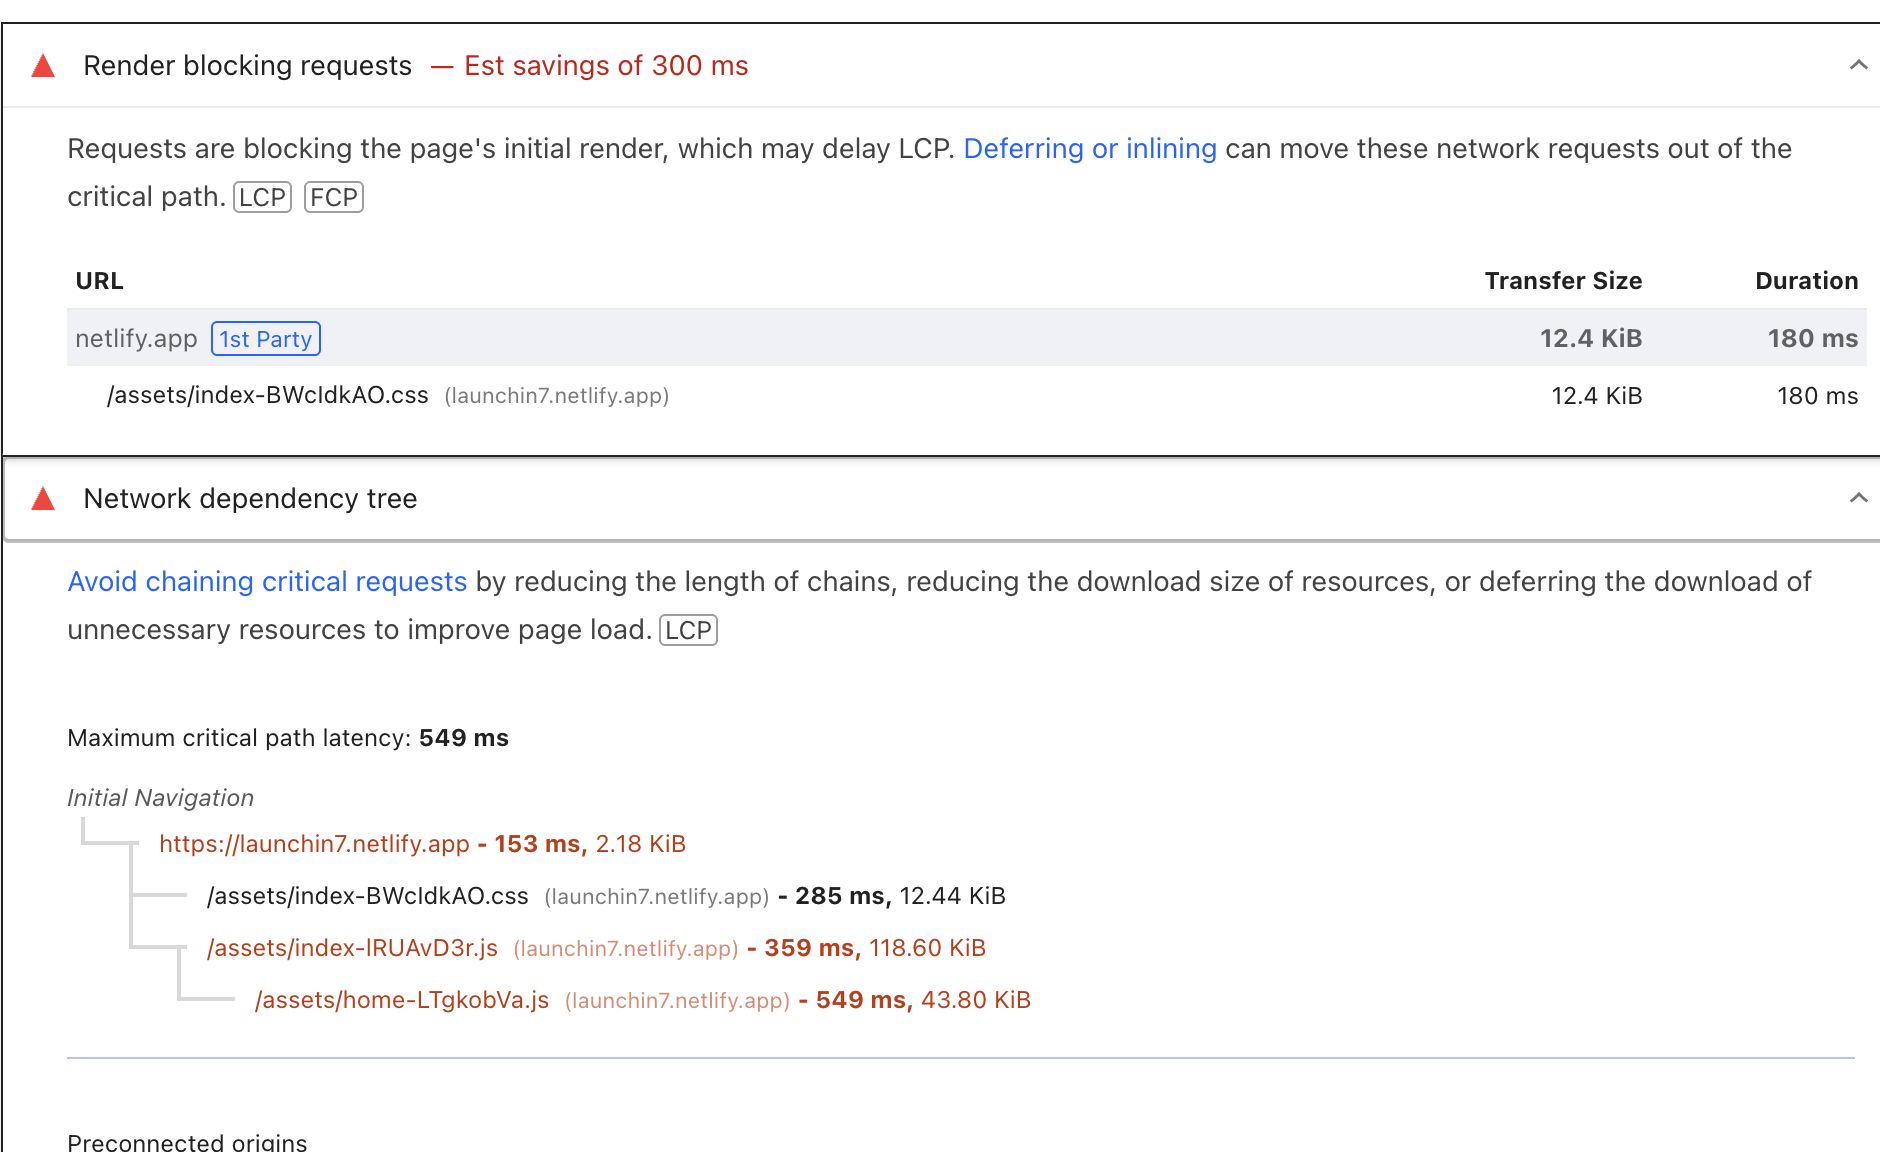 Render blocking requests — Est savings of 300 ms
Requests are blocking the page's initial render, which may delay LCP. Deferring or inlining can move these network requests out of the
critical path. LCP FCP
URL Transfer Size Duration
netlify.app 1st Party 12.4 KiB 180 ms
/assets/index-BWcIdkAO.css (launchin7.netlify.app) 12.4 KiB 180 ms
Network dependency tree
Avoid chaining critical requests by reducing the length of chains, reducing the download size of resources, or deferring the download of
unnecessary resources to improve page load. LCP
Maximum critical path latency: 549 ms
Initial Navigation
https://launchin7.netlify.app - 153 ms, 2.18 KiB
/assets/index-BWcIdkAO.css (launchin7.netlify.app) - 285 ms, 12.44 KiB
/assets/index-lRUAvD3r.js (launchin7.netlify.app) - 359 ms, 118.60 KiB
/assets/home-LTgkobVa.js (launchin7.netlify.app) - 549 ms, 43.80 KiB
Preconnected origins